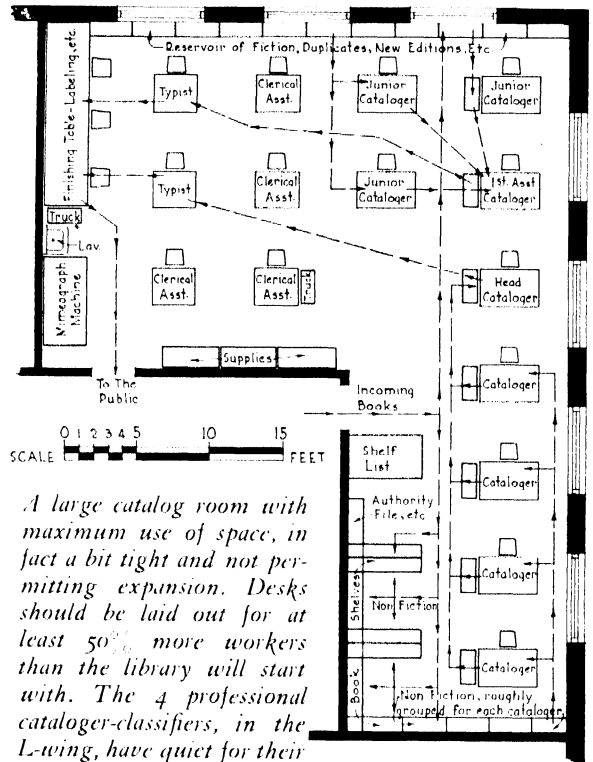 Reservoir of Fiction, Duplicates, New Editions, Etc.
Finishing Table-Labeling, etc.
Typist
Clerical
Asst.
Junior
Cataloger
Junior
Cataloger
Typist
Clerical
Asst.
Junior
Cataloger
1st. Asst
Cataloger
Truck
Lav.
Mimeograph
Machine
Clerical
Asst.
Clerical
Asst.
Truck
Head
Cataloger
Supplies
To The
Public
Incoming
Books
Cataloger
SCALE 0 1 2 3 4 5 10 15 FEET
Shelf
List
Cataloger
Authority
File, etc
Book Shelves
Non Fiction
Cataloger
Cataloger
Non Fiction, roughly
grouped for each cataloger
A large catalog room with
maximum use of space, in
fact a bit tight and not per-
mitting expansion. Desks
should be laid out for at
least 50% more workers
than the library will start
with. The 4 professional
cataloger-classifiers, in the
L-wing, have quiet for their